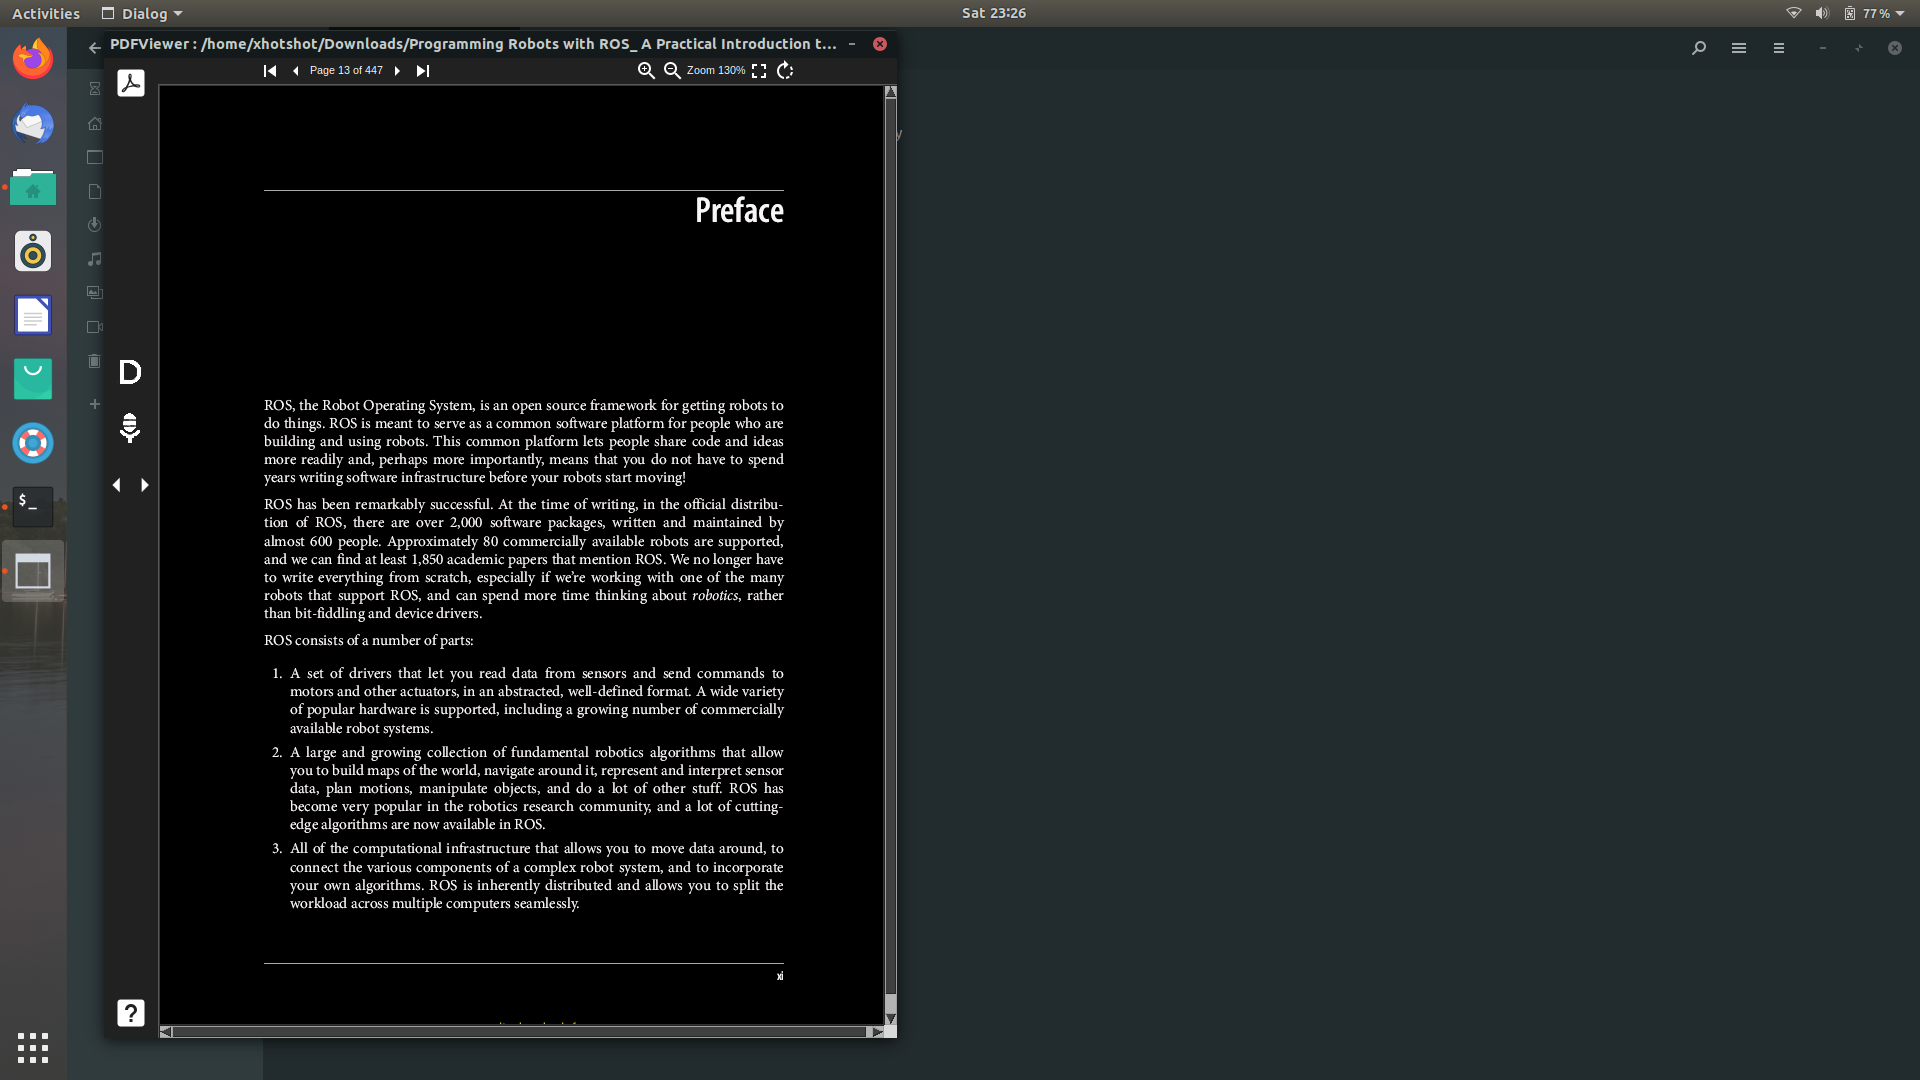 Activities
Dialog
Sat 23:26
77 %
PDFViewer : /home/xhotshot/Downloads/Programming Robots with ROS_ A Practical Introduction t...
Page 13 of 447
Zoom 130%
Preface
D
ROS, the Robot Operating System, is an open source framework for getting robots to
do things. ROS is meant to serve as a common software platform for people who are
building and using robots. This common platform lets people share code and ideas
more readily and, perhaps more importantly, means that you do not have to spend
years writing software infrastructure before your robots start moving!
ROS has been remarkably successful. At the time of writing, in the official distribu-
tion of ROS, there are over 2,000 software packages, written and maintained by
almost 600 people. Approximately 80 commercially available robots are supported,
and we can find at least 1,850 academic papers that mention ROS. We no longer have
to write everything from scratch, especially if we're working with one of the many
robots that support ROS, and can spend more time thinking about robotics, rather
than bit-fiddling and device drivers.
ROS consists of a number of parts:
1. A set of drivers that let you read data from sensors and send commands to
motors and other actuators, in an abstracted, well-defined format. A wide variety
of popular hardware is supported, including a growing number of commercially
available robot systems.
2. A large and growing collection of fundamental robotics algorithms that allow
you to build maps of the world, navigate around it, represent and interpret sensor
data, plan motions, manipulate objects, and do a lot of other stuff. ROS has
become very popular in the robotics research community, and a lot of cutting-
edge algorithms are now available in ROS.
3. All of the computational infrastructure that allows you to move data around, to
connect the various components of a complex robot system, and to incorporate
your own algorithms. ROS is inherently distributed and allows you to split the
workload across multiple computers seamlessly.
xi
?